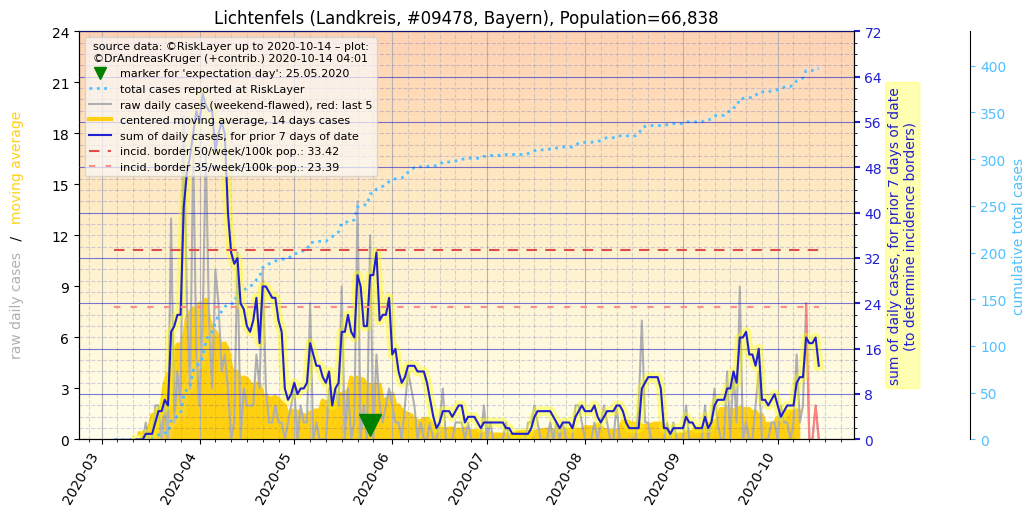 Lichtenfels (Landkreis, #09478, Bayern), Population=66,838
source data: ©RiskLayer up to 2020-10-14 – plot:
©DrAndreasKruger (+contrib.) 2020-10-14 04:01
marker for 'expectation day': 25.05.2020
total cases reported at RiskLayer
raw daily cases (weekend-flawed), red: last 5
centered moving average, 14 days cases
sum of daily cases, for prior 7 days of date
incid. border 50/week/100k pop.: 33.42
incid. border 35/week/100k pop.: 23.39
raw daily cases / moving average
24
21
18
15
12
9
6
3
0
72
64
56
48
40
32
24
16
8
0
sum of daily cases, for prior 7 days of date
(to determine incidence borders)
400
350
300
250
200
150
100
50
0
cumulative total cases
2020-03
2020-04
2020-05
2020-06
2020-07
2020-08
2020-09
2020-10